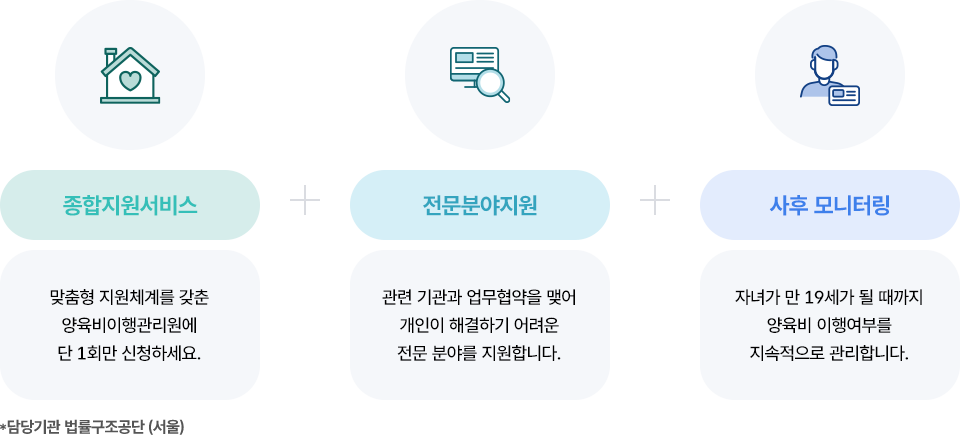 종합지원서비스
맞춤형 지원체계를 갖춘
양육비이행관리원에
단 1회만 신청하세요.
전문분야지원
관련 기관과 업무협약을 맺어
개인이 해결하기 어려운
전문 분야를 지원합니다.
사후 모니터링
자녀가 만 19세가 될 때까지
양육비 이행여부를
지속적으로 관리합니다.
*담당기관 법률구조공단 (서울)